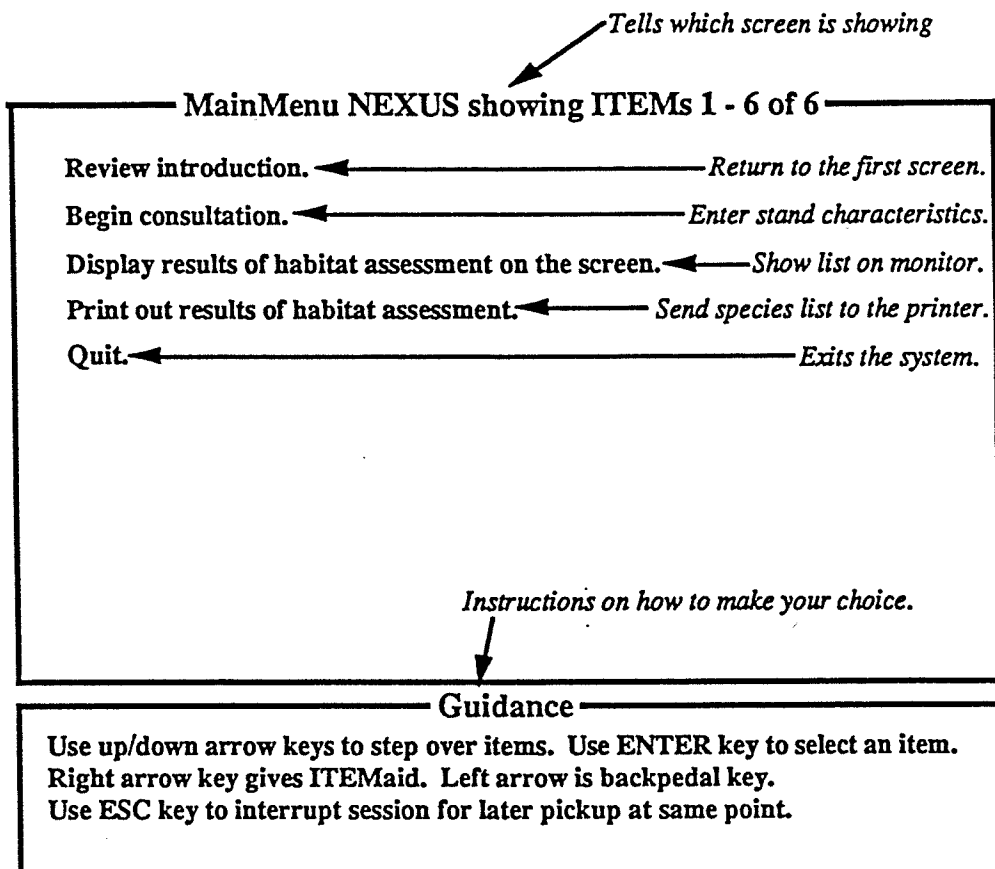 Tells which screen is showing
MainMenu NEXUS showing ITEMs 1 - 6 of 6
Review introduction. Return to the first screen.
Begin consultation. Enter stand characteristics.
Display results of habitat assessment on the screen. Show list on monitor.
Print out results of habitat assessment. Send species list to the printer.
Quit. Exits the system.
Instructions on how to make your choice.
Guidance
Use up/down arrow keys to step over items. Use ENTER key to select an item.
Right arrow key gives ITEMaid. Left arrow is backpedal key.
Use ESC key to interrupt session for later pickup at same point.